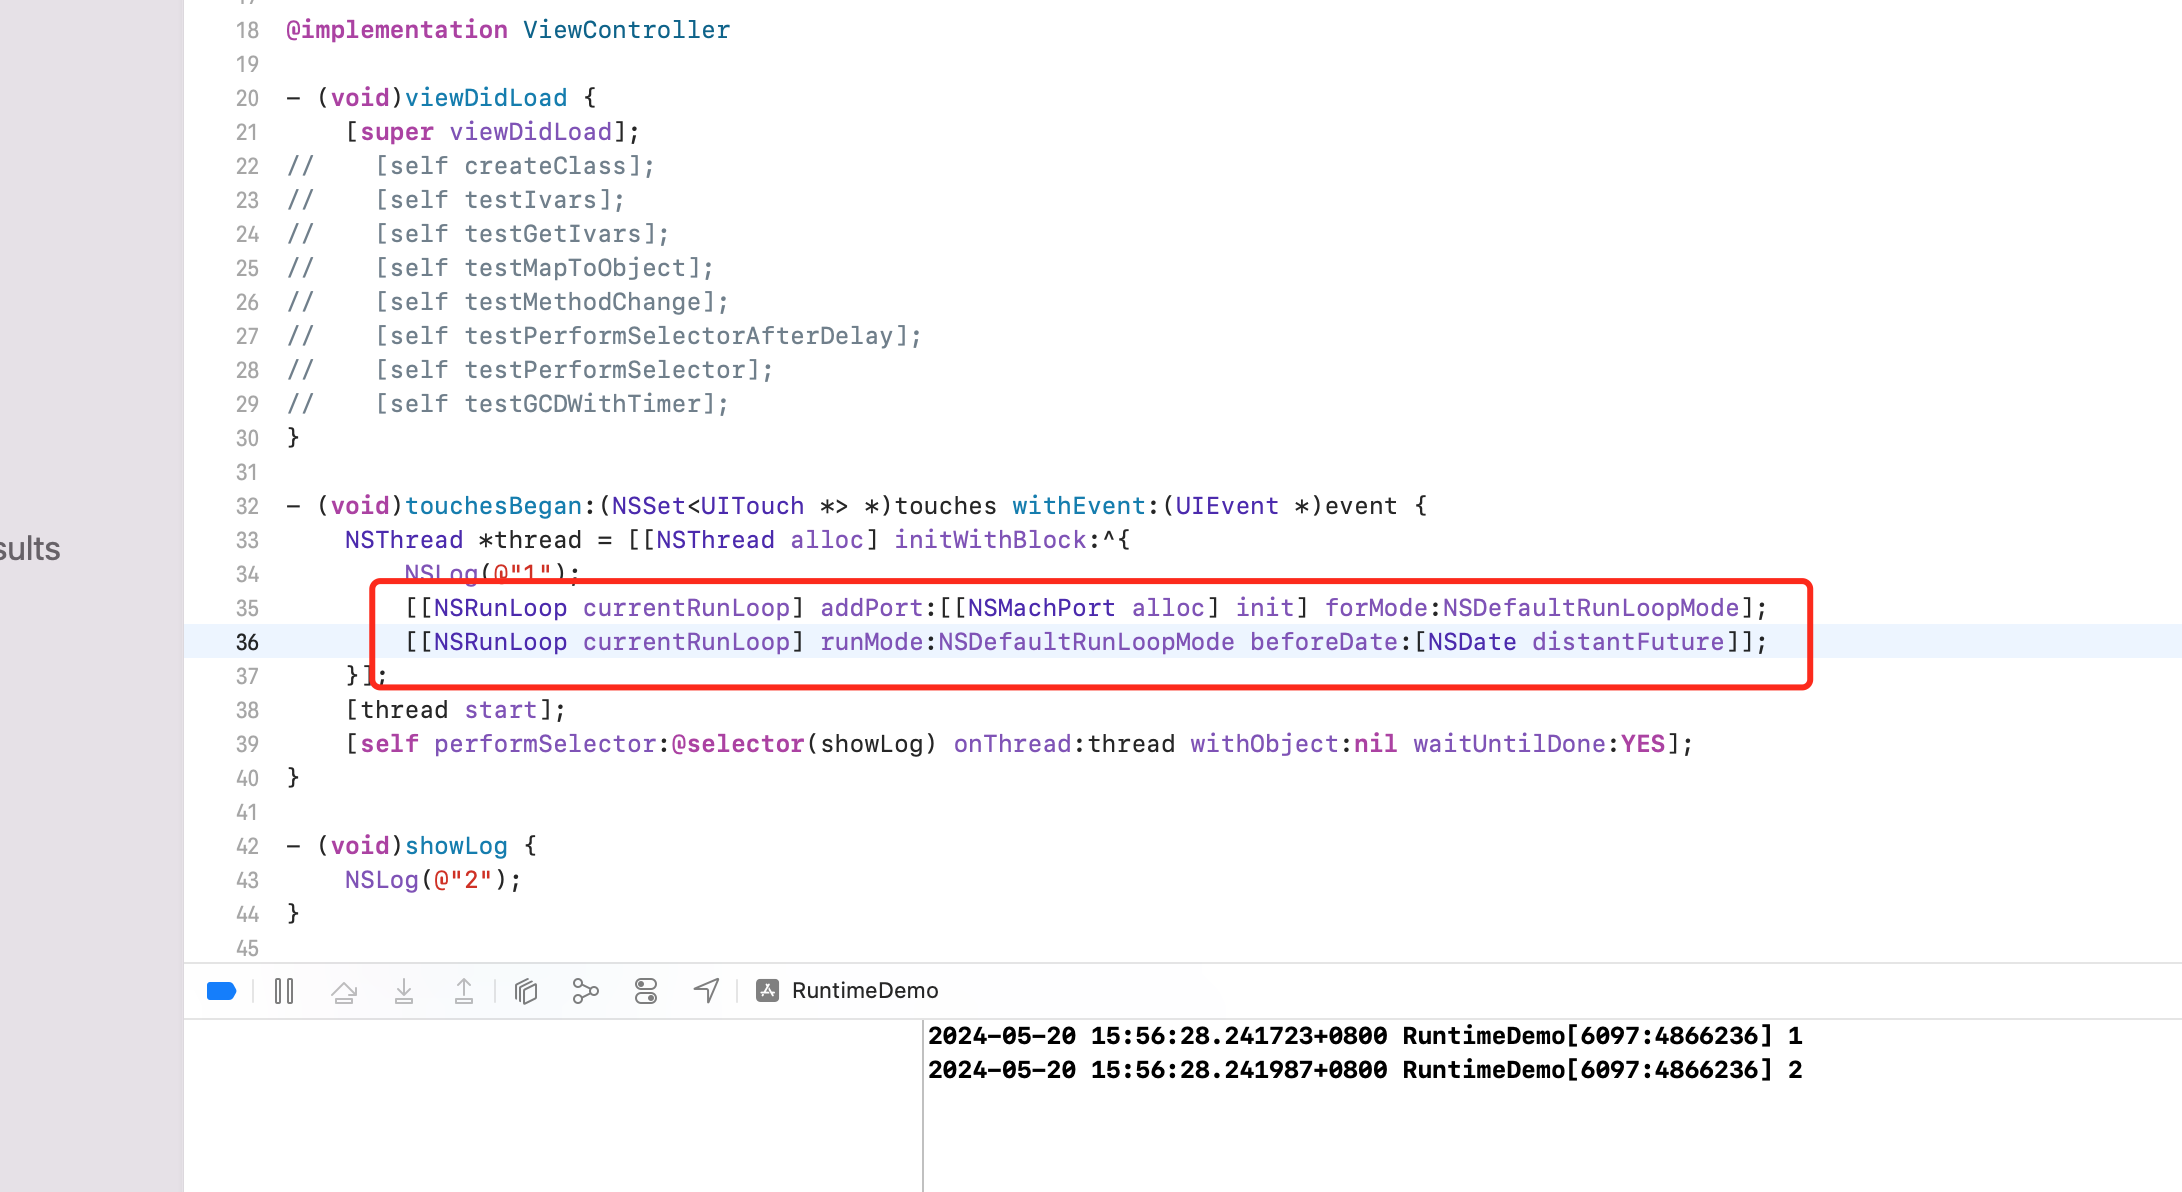 18 @implementation ViewController
19
20 - (void)viewDidLoad {
21     [super viewDidLoad];
22 //    [self createClass];
23 //    [self testIvars];
24 //    [self testGetIvars];
25 //    [self testMapToObject];
26 //    [self testMethodChange];
27 //    [self testPerformSelectorAfterDelay];
28 //    [self testPerformSelector];
29 //    [self testGCDWithTimer];
30 }
31
32 - (void)touchesBegan:(NSSet<UITouch *> *)touches withEvent:(UIEvent *)event {
33     NSThread *thread = [[NSThread alloc] initWithBlock:^{
34         NSLog(@"1");
35         [[NSRunLoop currentRunLoop] addPort:[[NSMachPort alloc] init] forMode:NSDefaultRunLoopMode];
36         [[NSRunLoop currentRunLoop] runMode:NSDefaultRunLoopMode beforeDate:[NSDate distantFuture]];
sults
37     }];
38     [thread start];
39     [self performSelector:@selector(showLog) onThread:thread withObject:nil waitUntilDone:YES];
40 }
41
42 - (void)showLog {
43     NSLog(@"2");
44 }
45
RuntimeDemo
2024-05-20 15:56:28.241723+0800 RuntimeDemo[6097:4866236] 1
2024-05-20 15:56:28.241987+0800 RuntimeDemo[6097:4866236] 2